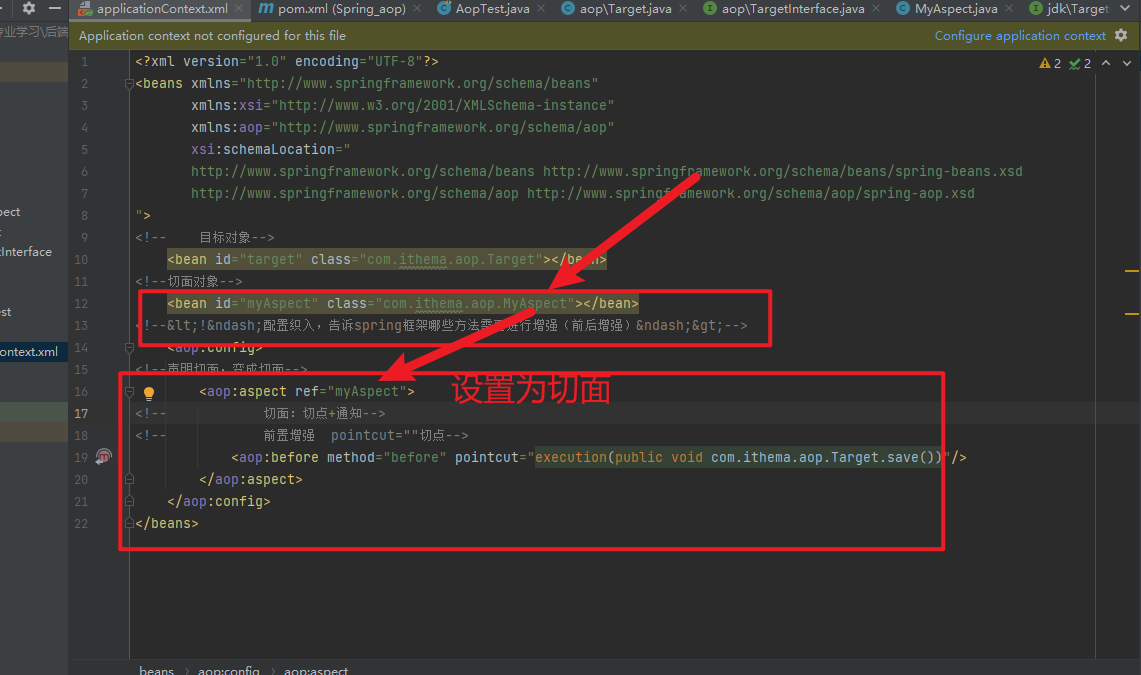 applicationContext.xml pom.xml (Spring_aop) AopTest.java aop\Target.java aop\TargetInterface.java MyAspect.java jdk\Target
Application context not configured for this file Configure application context
专业学习\后端
1 <?xml version="1.0" encoding="UTF-8"?> 2 2
2 <beans xmlns="http://www.springframework.org/schema/beans"
3 xmlns:xsi="http://www.w3.org/2001/XMLSchema-instance"
4 xmlns:aop="http://www.springframework.org/schema/aop"
5 xsi:schemaLocation="
6 http://www.springframework.org/schema/beans http://www.springframework.org/schema/beans/spring-beans.xsd
7 http://www.springframework.org/schema/aop http://www.springframework.org/schema/aop/spring-aop.xsd
pect
8 ">
9 <!-- 目标对象-->
tInterface
10 <bean id="target" class="com.ithema.aop.Target"></bean>
11 <!--切面对象-->
12 <bean id="myAspect" class="com.ithema.aop.MyAspect"></bean>
est
13 <!--&lt;!&ndash;配置织入，告诉spring框架哪些方法需要进行增强（前后增强）&ndash;&gt;-->
ontext.xml
14 <aop:config>
15 <!--声明切面，变成切面-->
16 <aop:aspect ref="myAspect">
设置为切面
17 <!-- 切面：切点+通知-->
18 <!-- 前置增强 pointcut=""切点-->
19 <aop:before method="before" pointcut="execution(public void com.ithema.aop.Target.save())"/>
20 </aop:aspect>
21 </aop:config>
22 </beans>
beans aop:config aop:aspect